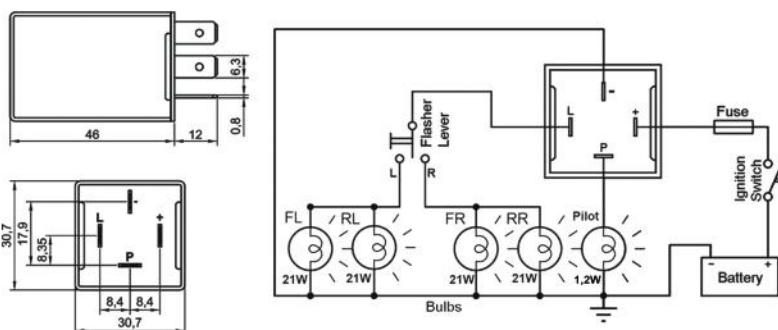 6,3
0,8
46
12
L
-
+
P
30,7
17,9
8,35
8,4
8,4
30,7
-
L
+
P
Fuse
Flasher
Lever
L
R
Ignition
Switch
FL
RL
FR
RR
Pilot
21W
21W
21W
21W
1,2W
-
+
Battery
Bulbs